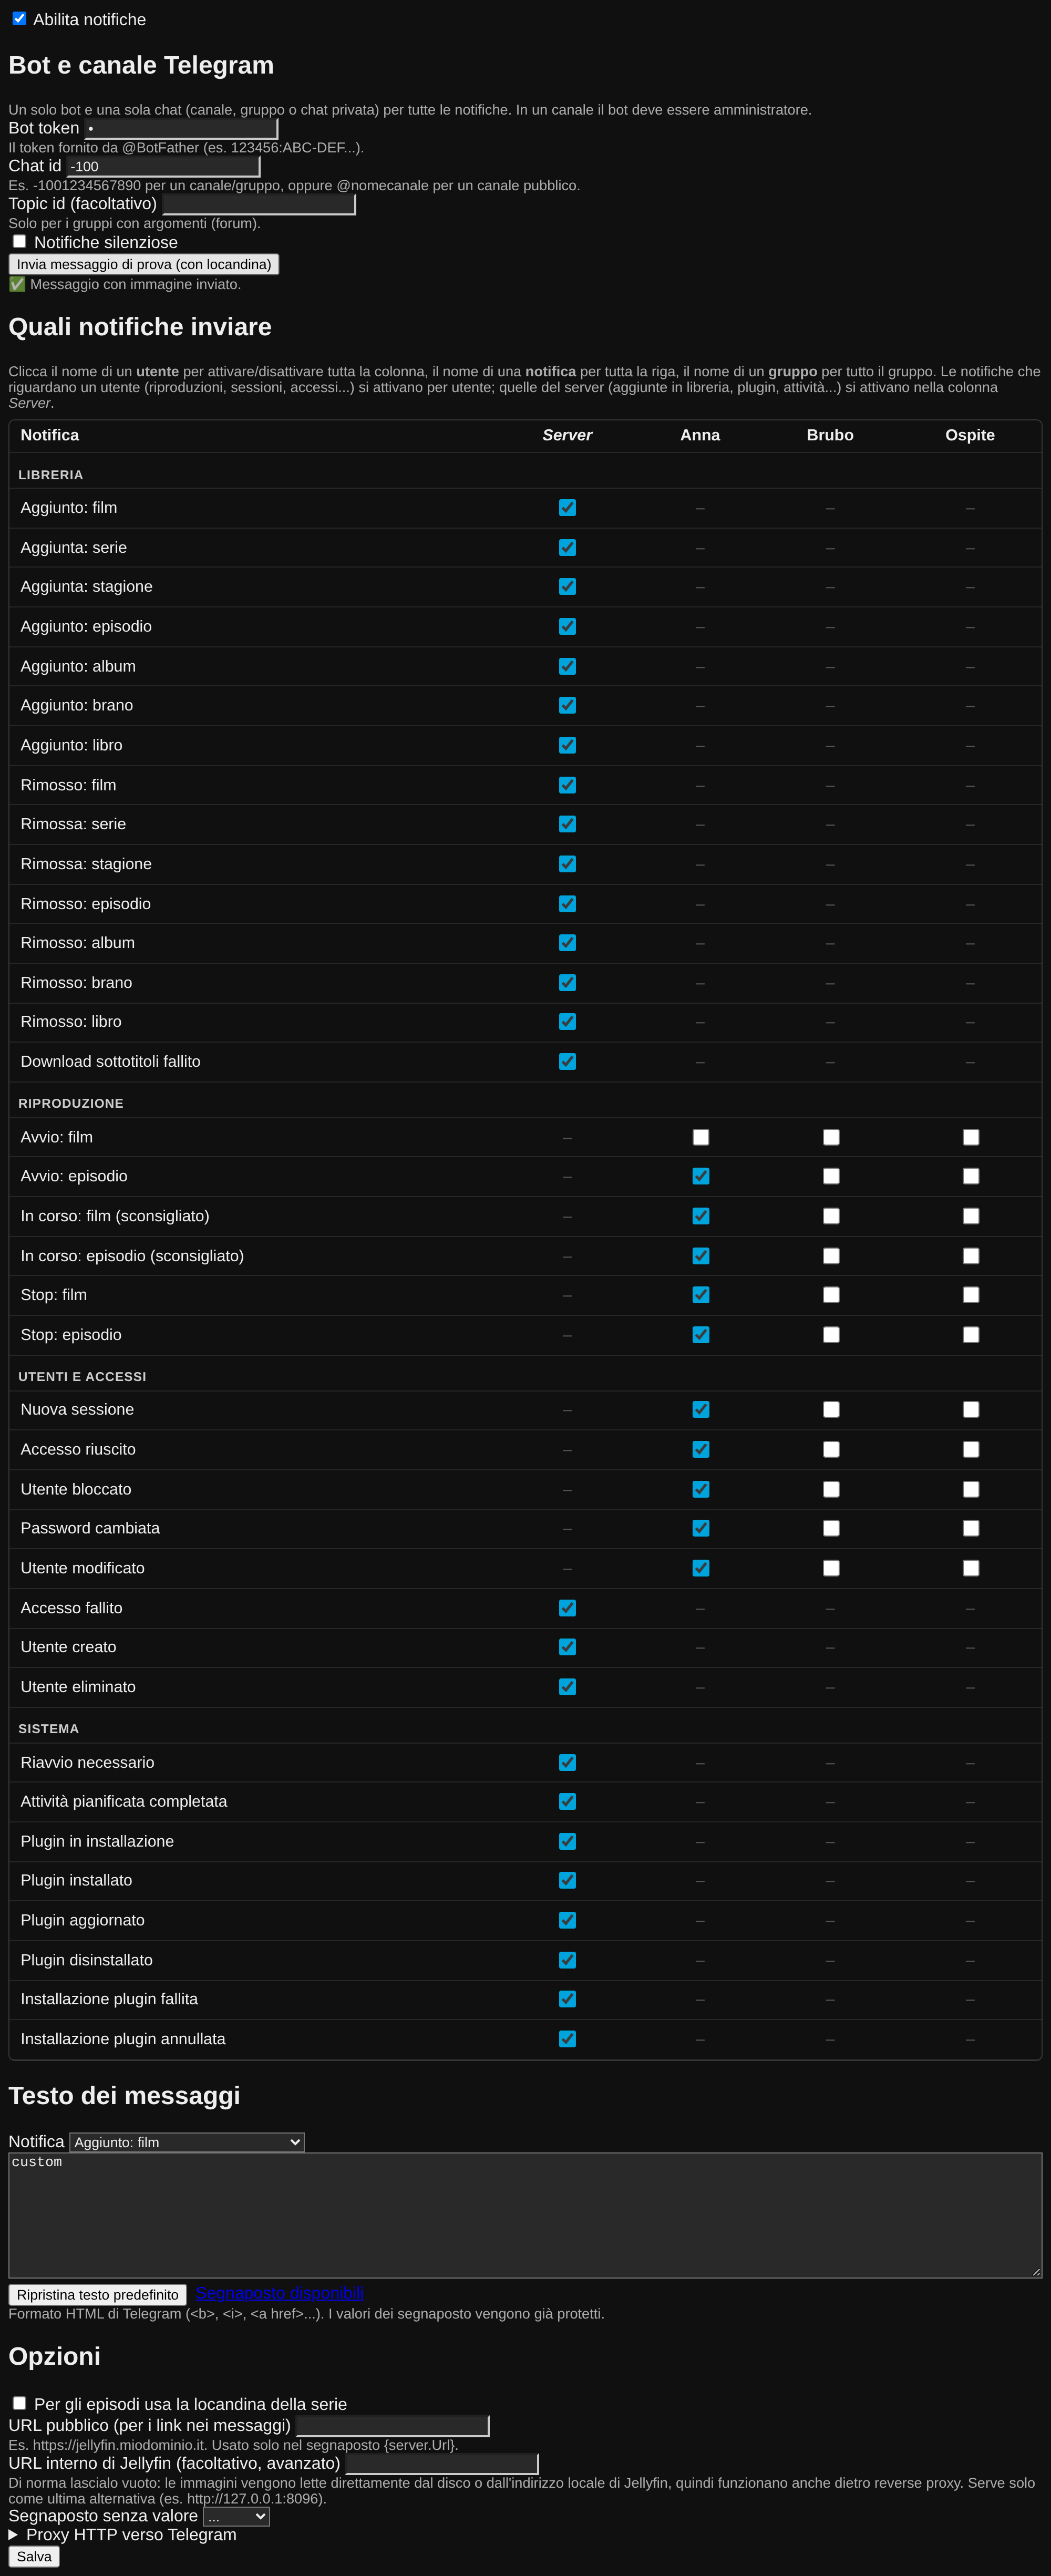 Abilita notifiche
Bot e canale Telegram
Un solo bot e una sola chat (canale, gruppo o chat privata) per tutte le notifiche. In un canale il bot deve essere amministratore.
Bot token •
Il token fornito da @BotFather (es. 123456:ABC-DEF...).
Chat id -100
Es. -1001234567890 per un canale/gruppo, oppure @nomecanale per un canale pubblico.
Topic id (facoltativo)
Solo per i gruppi con argomenti (forum).
Notifiche silenziose
Invia messaggio di prova (con locandina)
✅ Messaggio con immagine inviato.
Quali notifiche inviare
Clicca il nome di un utente per attivare/disattivare tutta la colonna, il nome di una notifica per tutta la riga, il nome di un gruppo per tutto il gruppo. Le notifiche che
riguardano un utente (riproduzioni, sessioni, accessi...) si attivano per utente; quelle del server (aggiunte in libreria, plugin, attività...) si attivano nella colonna
Server.
Notifica Server Anna Brubo Ospite
LIBRERIA
Aggiunto: film – – –
Aggiunta: serie – – –
Aggiunta: stagione – – –
Aggiunto: episodio – – –
Aggiunto: album – – –
Aggiunto: brano – – –
Aggiunto: libro – – –
Rimosso: film – – –
Rimossa: serie – – –
Rimossa: stagione – – –
Rimosso: episodio – – –
Rimosso: album – – –
Rimosso: brano – – –
Rimosso: libro – – –
Download sottotitoli fallito – – –
RIPRODUZIONE
Avvio: film –
Avvio: episodio –
In corso: film (sconsigliato) –
In corso: episodio (sconsigliato) –
Stop: film –
Stop: episodio –
UTENTI E ACCESSI
Nuova sessione –
Accesso riuscito –
Utente bloccato –
Password cambiata –
Utente modificato –
Accesso fallito – – –
Utente creato – – –
Utente eliminato – – –
SISTEMA
Riavvio necessario – – –
Attività pianificata completata – – –
Plugin in installazione – – –
Plugin installato – – –
Plugin aggiornato – – –
Plugin disinstallato – – –
Installazione plugin fallita – – –
Installazione plugin annullata – – –
Testo dei messaggi
Notifica Aggiunto: film
custom
Ripristina testo predefinito Segnaposto disponibili
Formato HTML di Telegram (<b>, <i>, <a href>...). I valori dei segnaposto vengono già protetti.
Opzioni
Per gli episodi usa la locandina della serie
URL pubblico (per i link nei messaggi)
Es. https://jellyfin.miodominio.it. Usato solo nel segnaposto {server.Url}.
URL interno di Jellyfin (facoltativo, avanzato)
Di norma lascialo vuoto: le immagini vengono lette direttamente dal disco o dall'indirizzo locale di Jellyfin, quindi funzionano anche dietro reverse proxy. Serve solo
come ultima alternativa (es. http://127.0.0.1:8096).
Segnaposto senza valore ...
Proxy HTTP verso Telegram
Salva